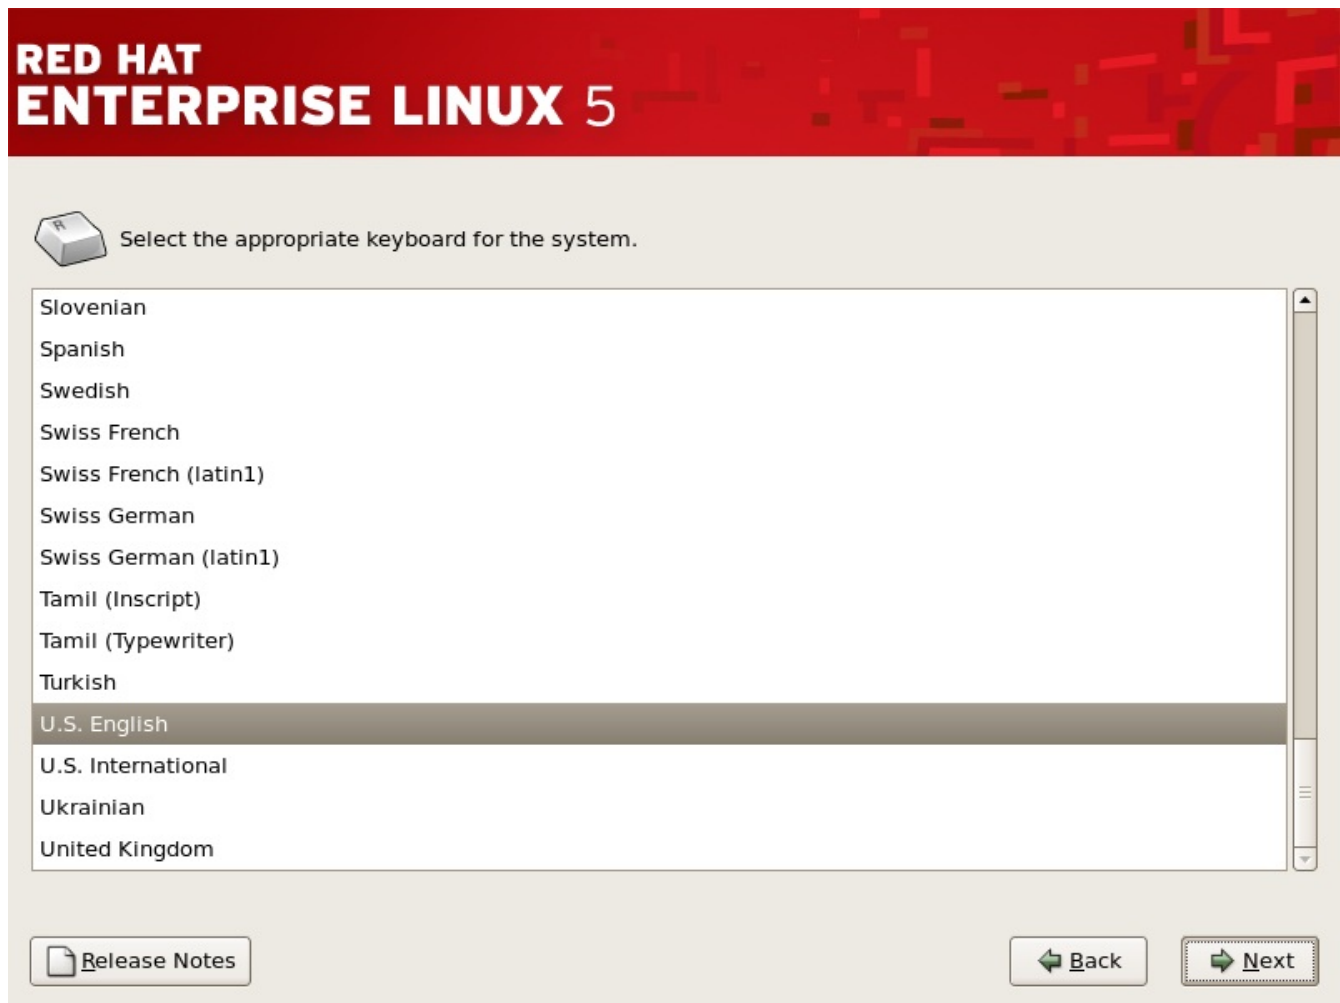 RED HAT
ENTERPRISE LINUX 5
R
Select the appropriate keyboard for the system.
Slovenian
Spanish
Swedish
Swiss French
Swiss French (latin1)
Swiss German
Swiss German (latin1)
Tamil (Inscript)
Tamil (Typewriter)
Turkish
U.S. English
U.S. International
Ukrainian
United Kingdom
Release Notes
Back
Next